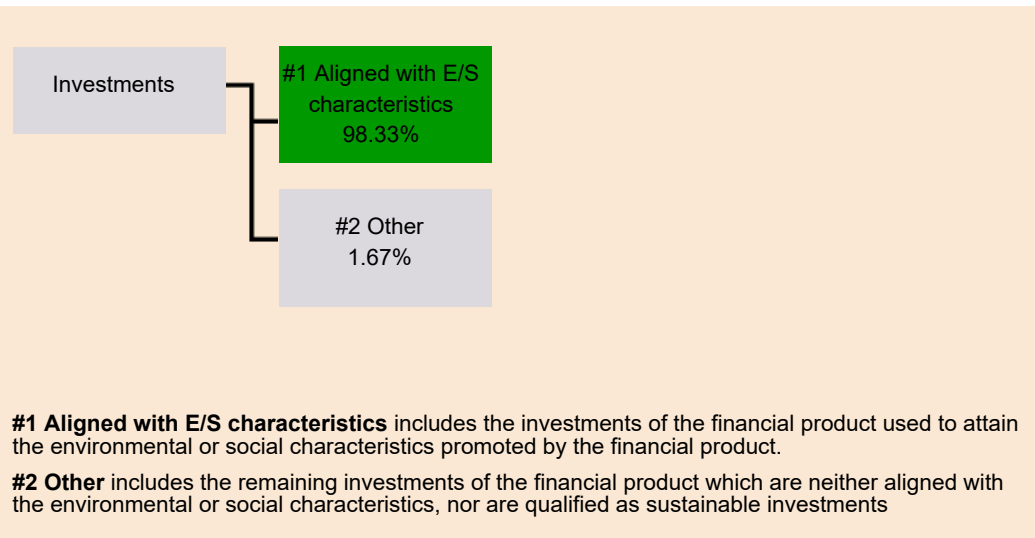 Investments
#1 Aligned with E/S
characteristics
98.33%
#2 Other
1.67%
#1 Aligned with E/S characteristics includes the investments of the financial product used to attain
the environmental or social characteristics promoted by the financial product.
#2 Other includes the remaining investments of the financial product which are neither aligned with
the environmental or social characteristics, nor are qualified as sustainable investments